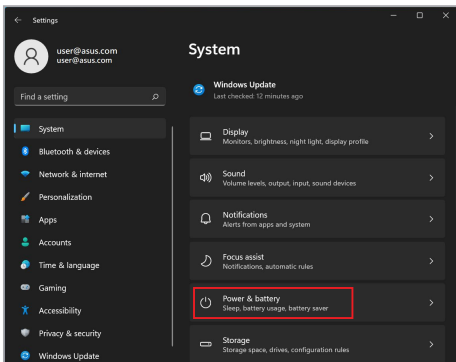 Settings
user@asus.com
user@asus.com
Find a setting
System
Bluetooth & devices
Network & internet
Personalization
Apps
Accounts
Time & language
Gaming
Accessibility
Privacy & security
Windows Update
System
Windows Update
Last checked: 12 minutes ago
Display
Monitors, brightness, night light, display profile
Sound
Volume levels, output, input, sound devices
Notifications
Alerts from apps and system
Focus assist
Notifications, automatic rules
Power & battery
Sleep, battery usage, battery saver
Storage
Storage space, drives, configuration rules